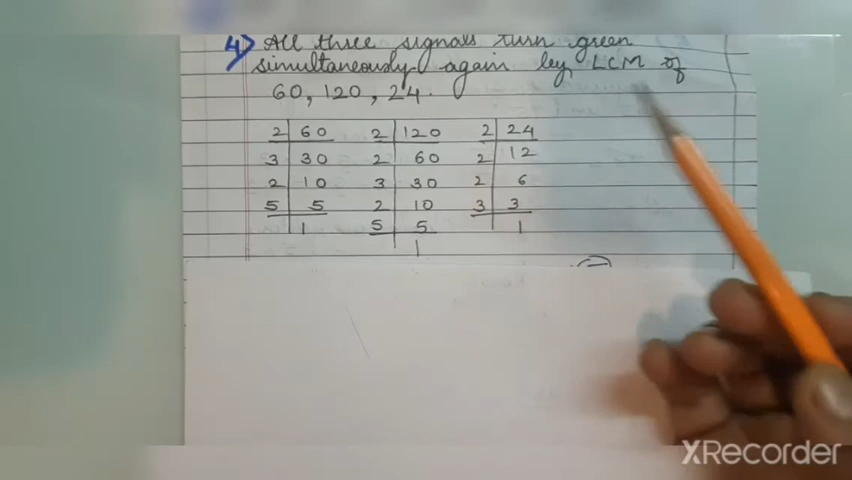 4) All three signals turn green
simultaneously again by LCM of
60, 120, 24.
2 | 60 2 | 120 2 | 24
3 | 30 2 | 60 2 | 12
2 | 10 3 | 30 2 | 6
5 | 5 2 | 10 3 | 3
1 5 | 5 1
1
XRecorder